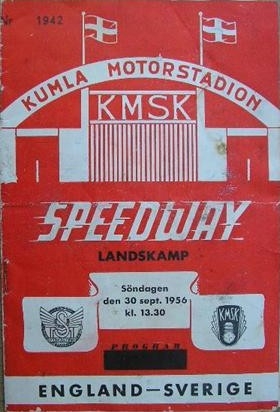 Nr 1942
KUMLA MOTORSTADION
KMSK
SPEEDWAY
LANDSKAMP
Söndagen
den 30 sept. 1956
kl. 13.30
KMSK
PROGRAM
ENGLAND—SVERIGE